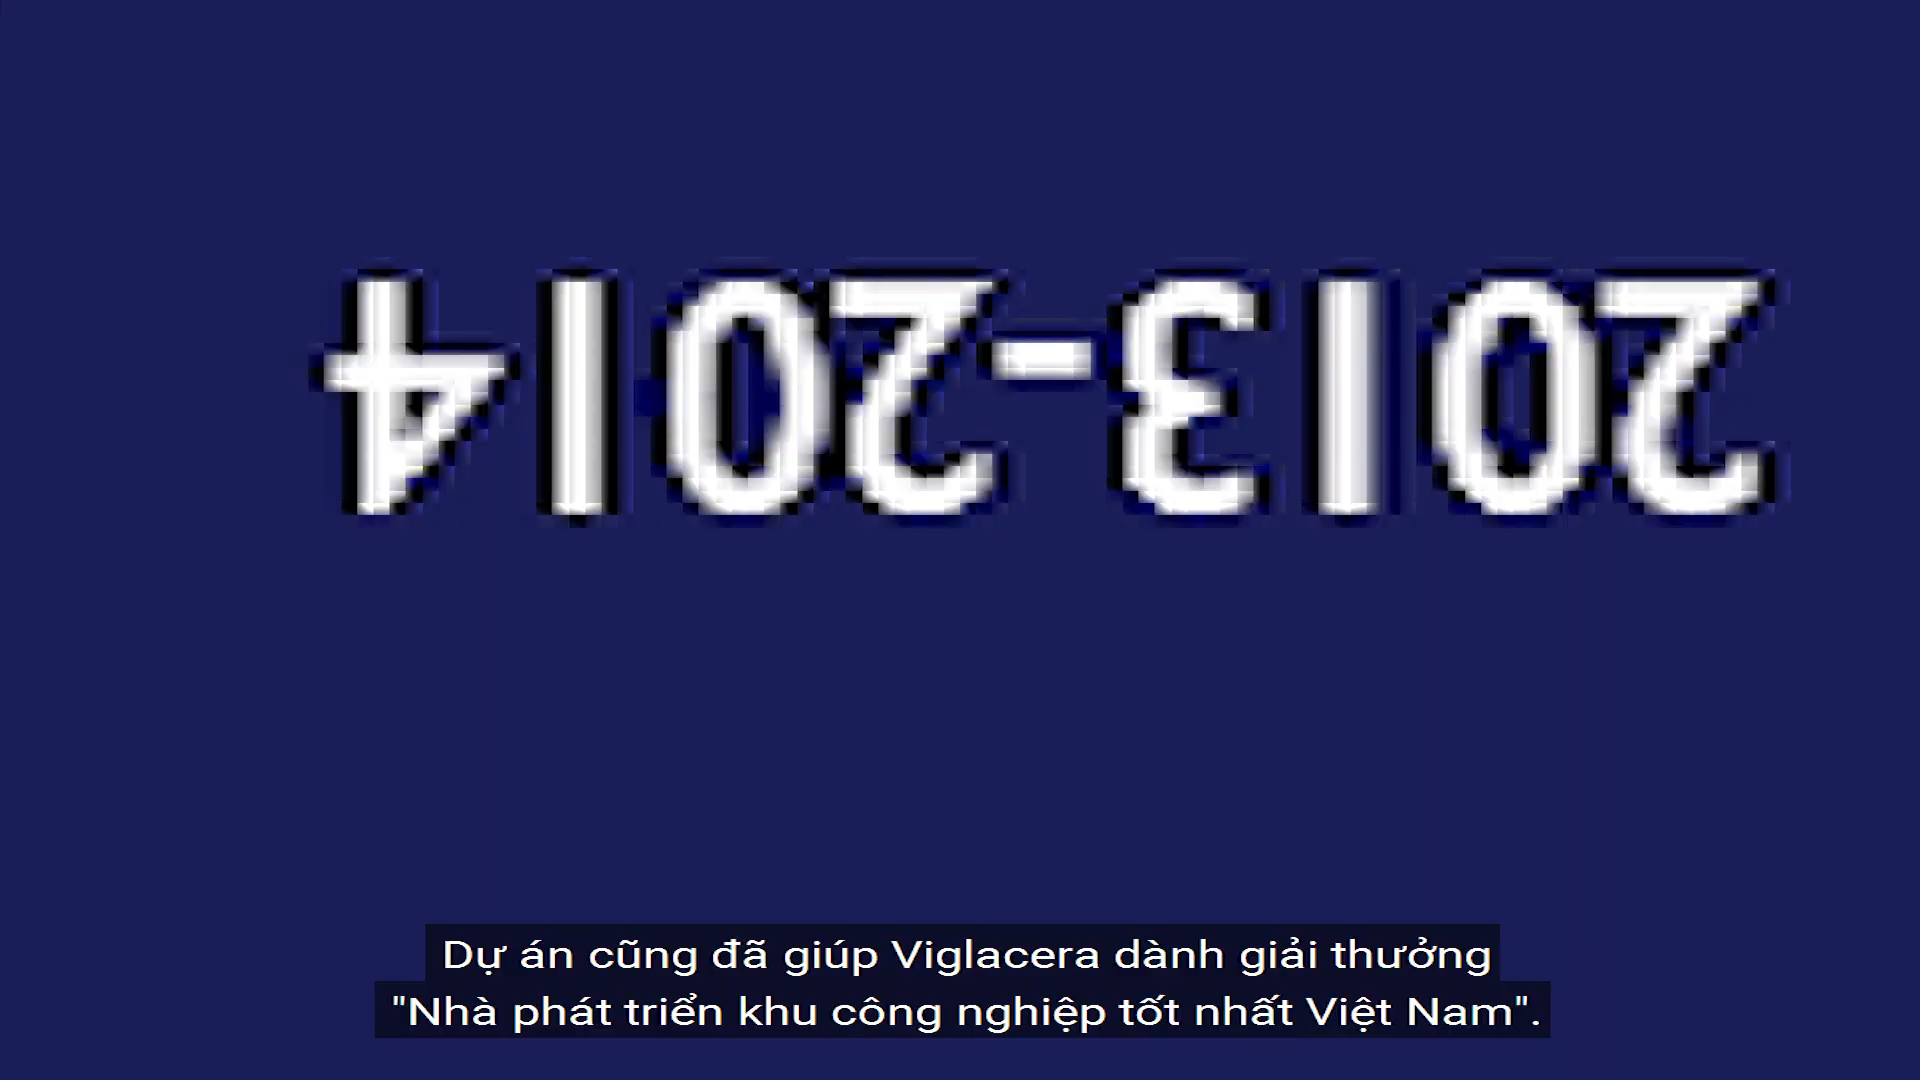 2013-2014
Dự án cũng đã giúp Viglacera dành giải thưởng
"Nhà phát triển khu công nghiệp tốt nhất Việt Nam".